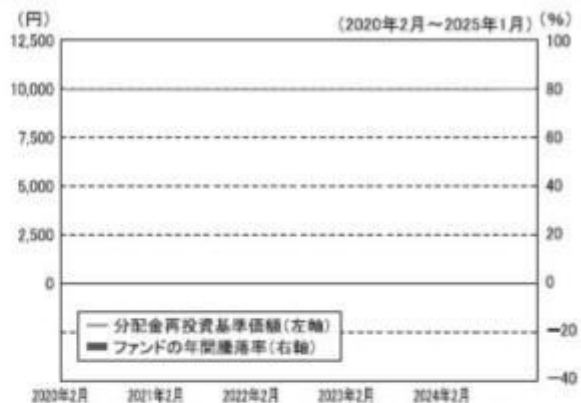 (円)
(2020年2月～2025年1月)
(%)
12,500
100
10,000
80
7,500
60
5,000
40
2,500
20
0
0
分配金再投資基準価額(左軸)
ファンドの年間騰落率(右軸)
-20
-40
2020年2月
2021年2月
2022年2月
2023年2月
2024年2月